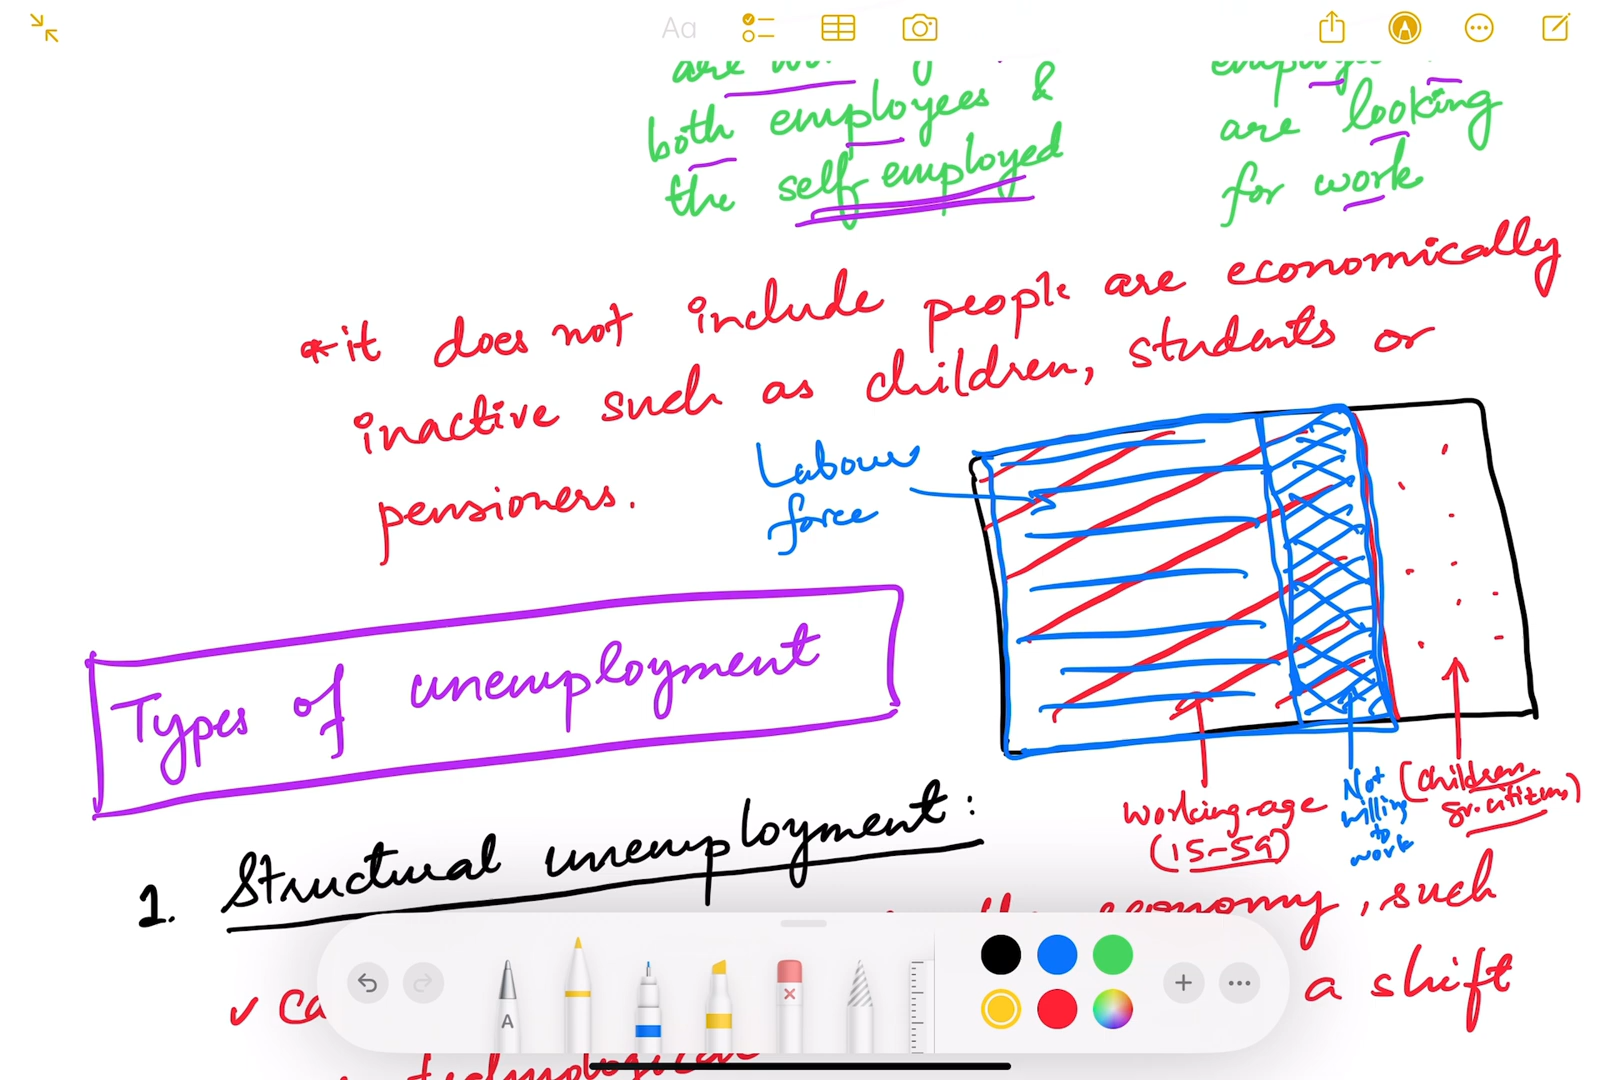 Aa
both employees &
the self employed
are looking
for work
*it does not include people are economically
inactive such as children, students or
pensioners.
Labour
force
Types of unemployment
working-age
(15-59)
Not
willing
to
work
(children
sr.citizens)
1. Structural unemployment:
economy, such
a shift
A